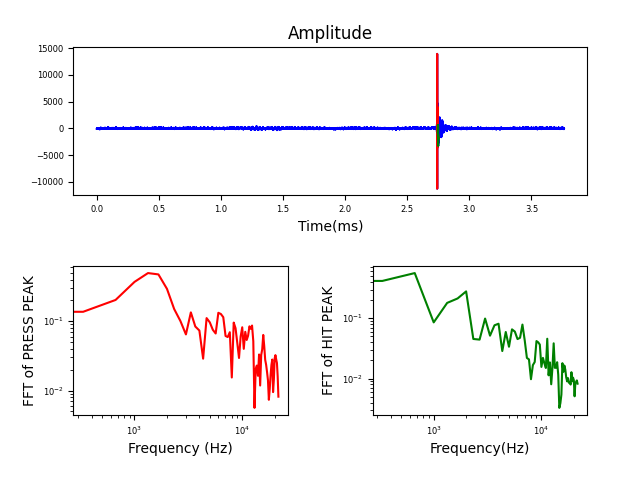 Amplitude
15000
10000
5000
0
−5000
−10000
0.0 0.5 1.0 1.5 2.0 2.5 3.0 3.5
Time(ms)
FFT of PRESS PEAK
10⁻¹
10⁻²
10³ 10⁴
Frequency (Hz)
FFT of HIT PEAK
10⁻¹
10⁻²
10³ 10⁴
Frequency(Hz)